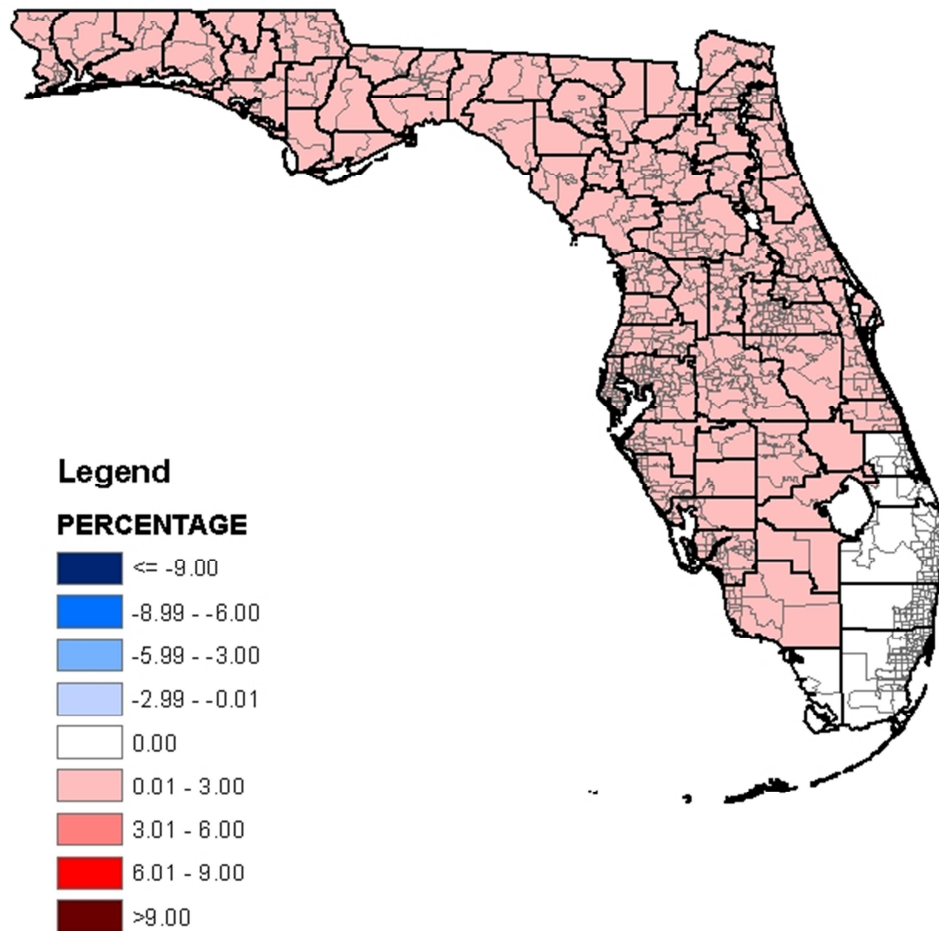 Legend
PERCENTAGE
<= -9.00
-8.99 - -6.00
-5.99 - -3.00
-2.99 - -0.01
0.00
0.01 - 3.00
3.01 - 6.00
6.01 - 9.00
>9.00